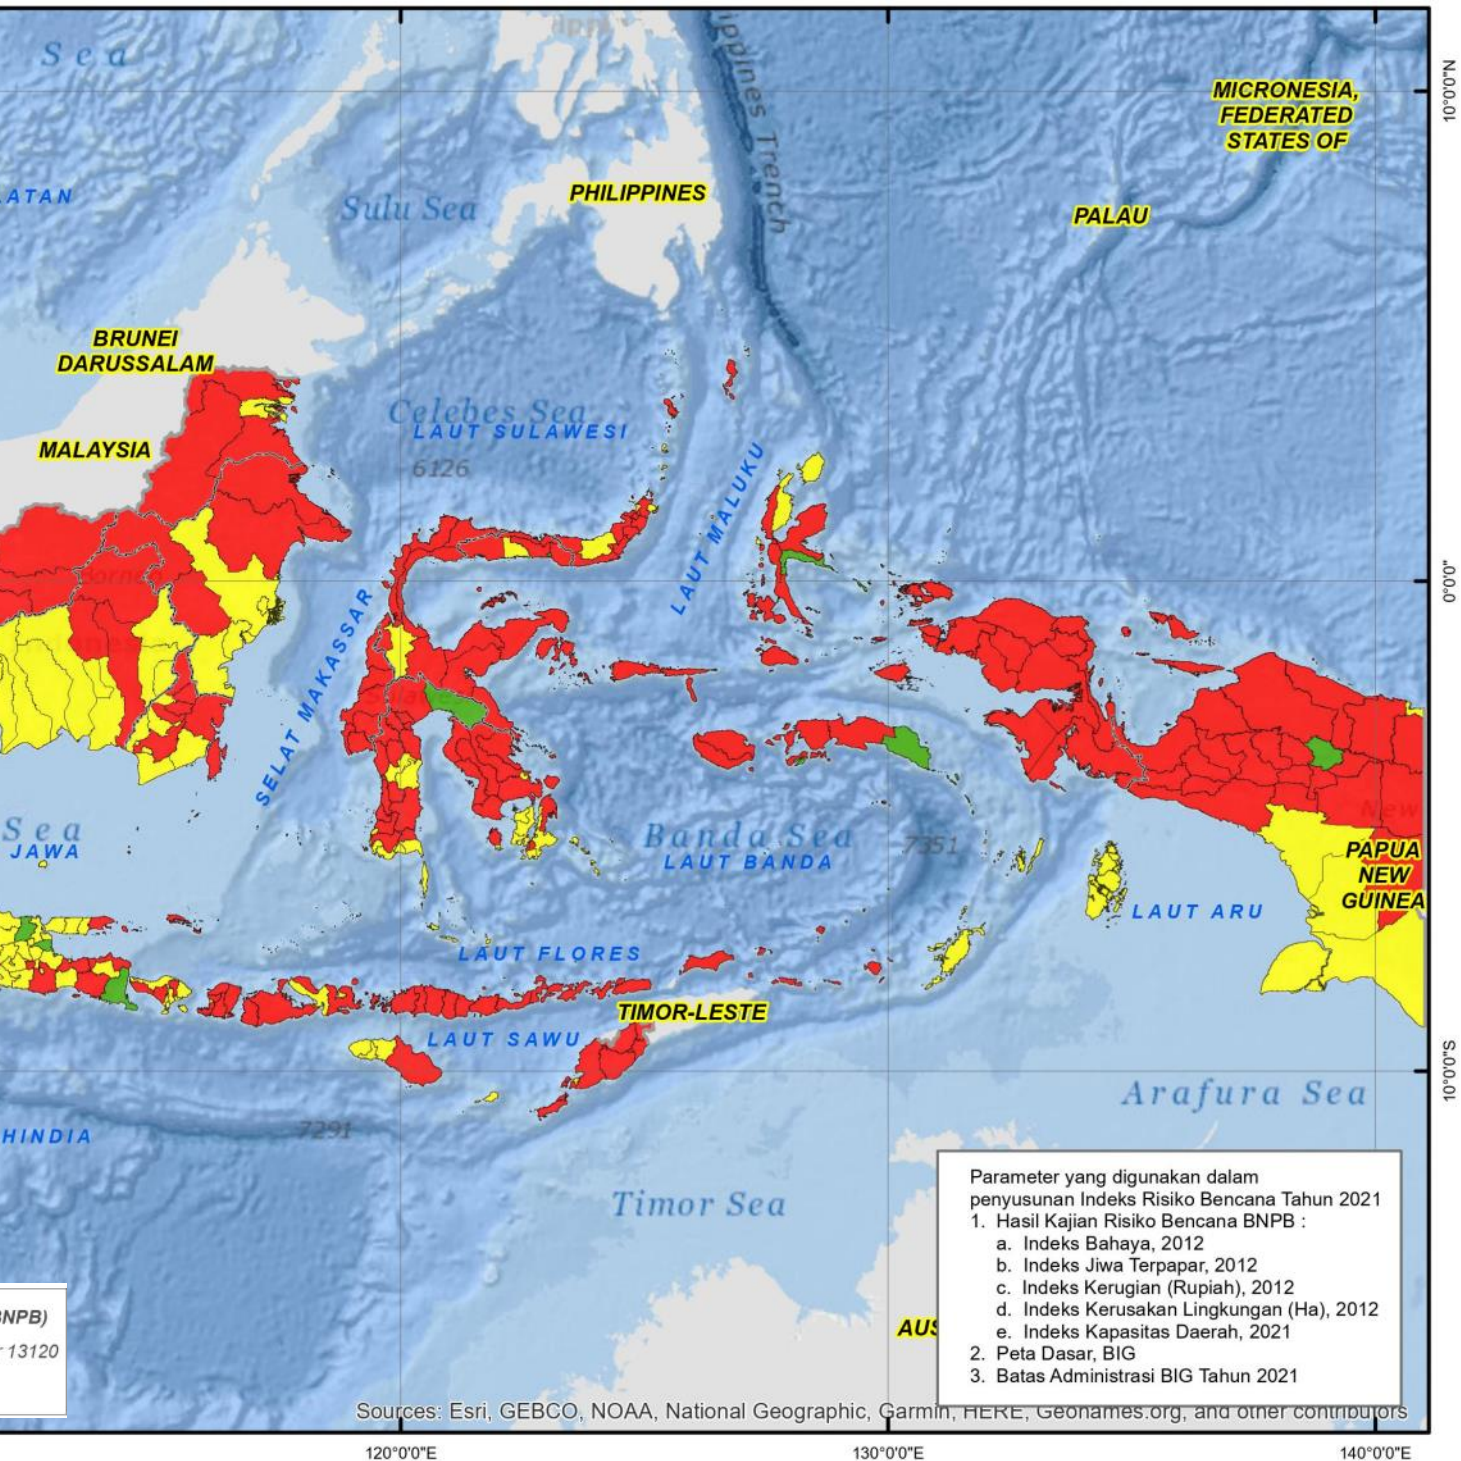 Sea
ippines Trench
MICRONESIA,
FEDERATED
STATES OF
10°0'0"N
PHILIPPINES
LATAN
Sulu Sea
PALAU
BRUNEI
DARUSSALAM
Celebes Sea
LAUT SULAWESI
MALAYSIA
6126
LAUT MALUKU
Borneo
0°0'0"
SELAT MAKASSAR
New
Sea
JAWA
Banda Sea
LAUT BANDA
7351
PAPUA
NEW
GUINEA
LAUT ARU
LAUT FLORES
TIMOR-LESTE
LAUT SAWU
10°0'0"S
Arafura Sea
HINDIA
7291
Timor Sea
Parameter yang digunakan dalam
penyusunan Indeks Risiko Bencana Tahun 2021
1. Hasil Kajian Risiko Bencana BNPB :
a. Indeks Bahaya, 2012
b. Indeks Jiwa Terpapar, 2012
c. Indeks Kerugian (Rupiah), 2012
d. Indeks Kerusakan Lingkungan (Ha), 2012
e. Indeks Kapasitas Daerah, 2021
2. Peta Dasar, BIG
3. Batas Administrasi BIG Tahun 2021
BNPB)
r 13120
AUS
Sources: Esri, GEBCO, NOAA, National Geographic, Garmin, HERE, Geonames.org, and other contributors
120°0'0"E
130°0'0"E
140°0'0"E